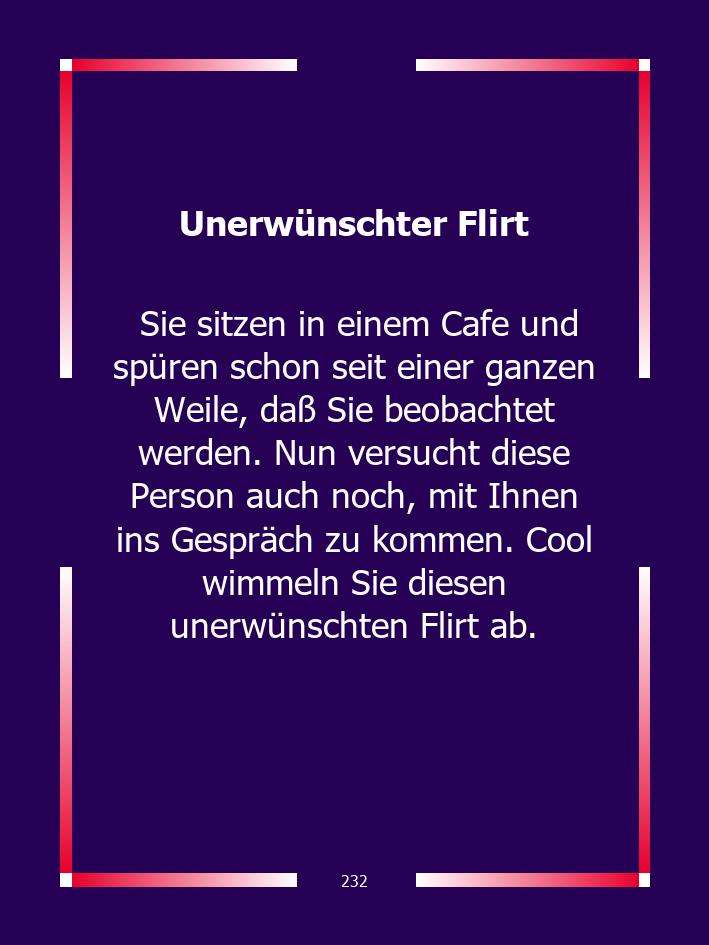 Unerwünschter Flirt
Sie sitzen in einem Cafe und
spüren schon seit einer ganzen
Weile, daß Sie beobachtet
werden. Nun versucht diese
Person auch noch, mit Ihnen
ins Gespräch zu kommen. Cool
wimmeln Sie diesen
unerwünschten Flirt ab.
232